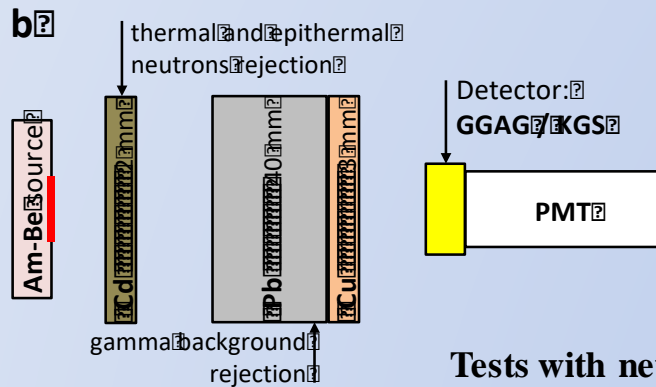 b
thermal and epithermal
neutrons rejection
Am-Be source
Cd 2 mm
Pb 40 mm
Cu 3 mm
Detector:
GGAG / KGS
PMT
gamma background
rejection
Tests with ne